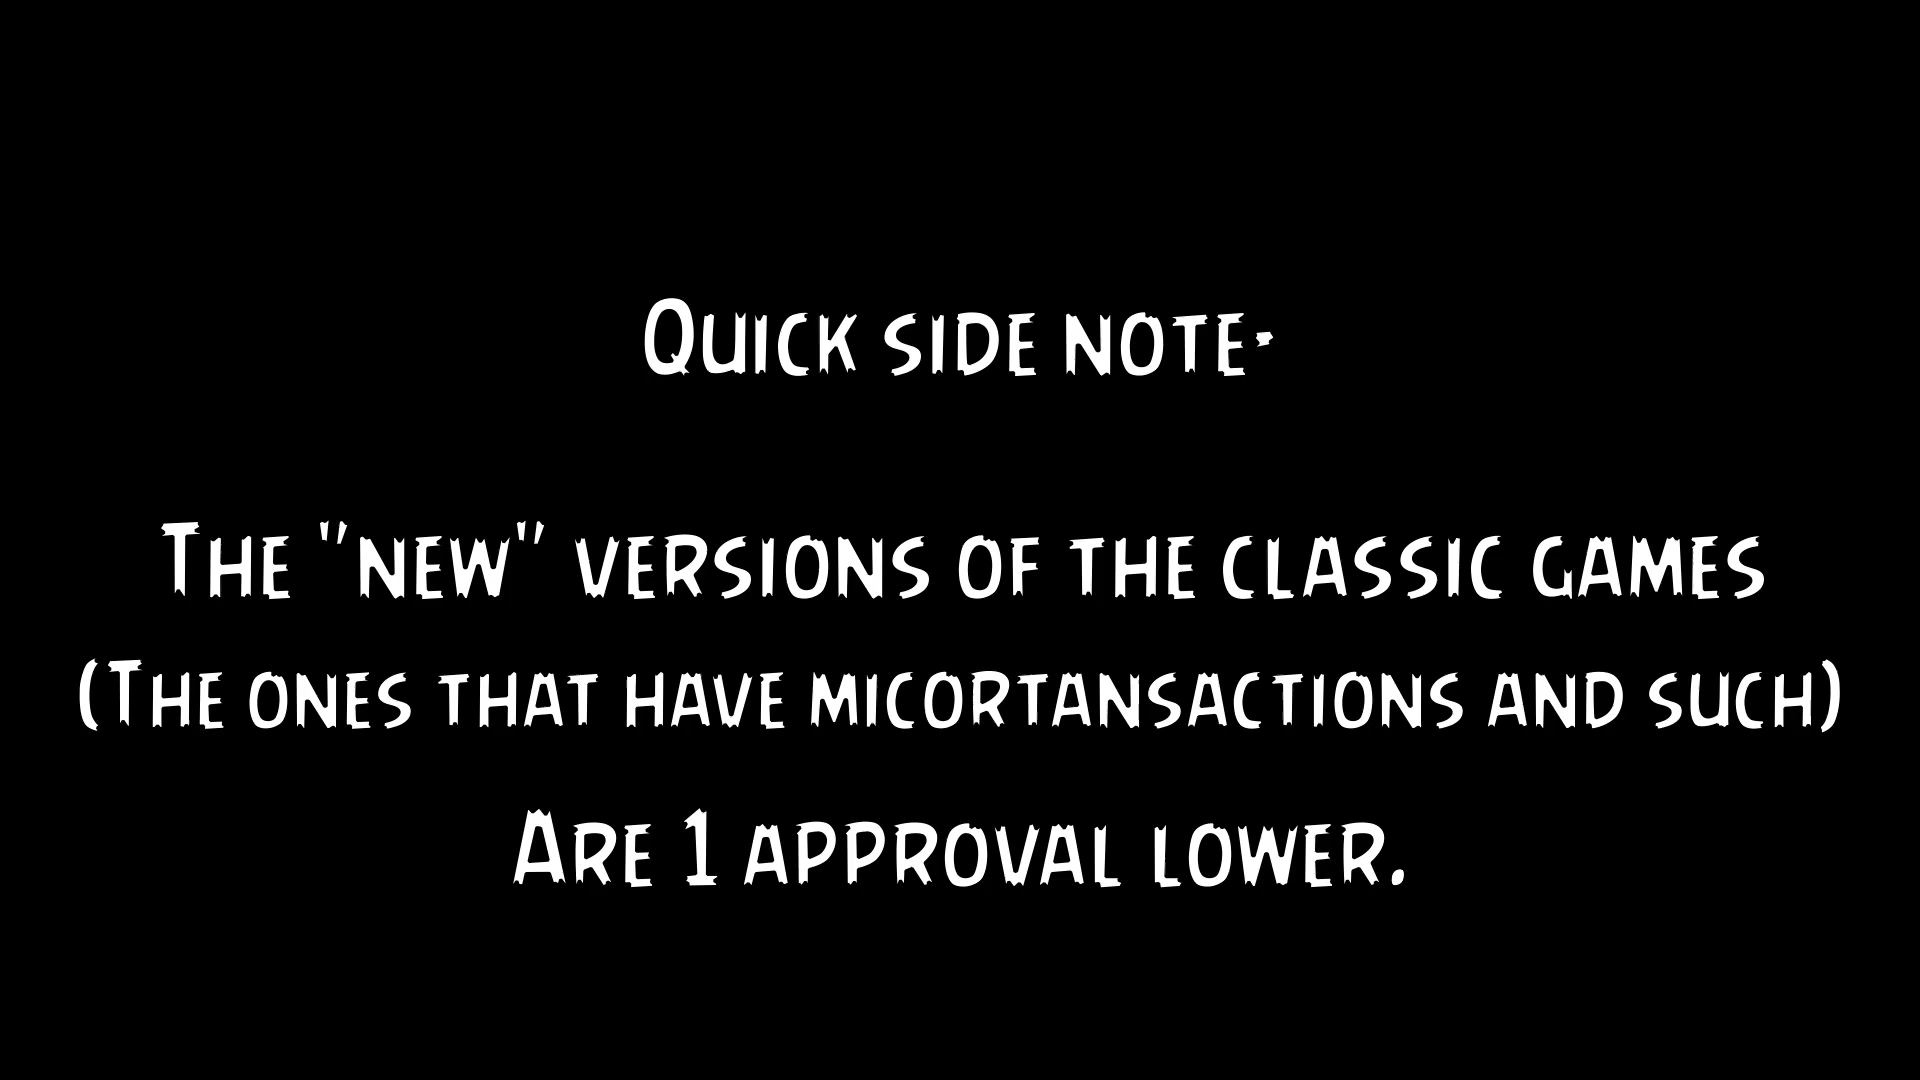 Quick side note·
The "new" versions of the classic games
(The ones that have micortansactions and such)
Are 1 approval lower.